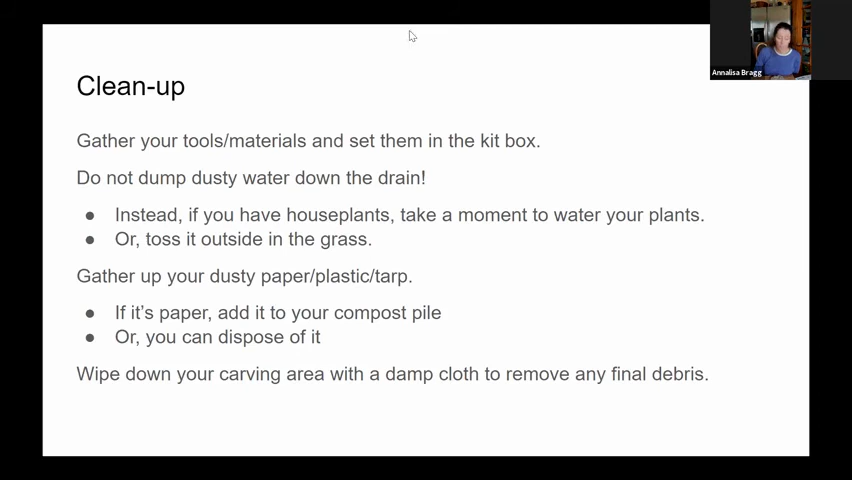 Annalisa Bragg
Clean-up
Gather your tools/materials and set them in the kit box.
Do not dump dusty water down the drain!
● Instead, if you have houseplants, take a moment to water your plants.
● Or, toss it outside in the grass.
Gather up your dusty paper/plastic/tarp.
● If it's paper, add it to your compost pile
● Or, you can dispose of it
Wipe down your carving area with a damp cloth to remove any final debris.